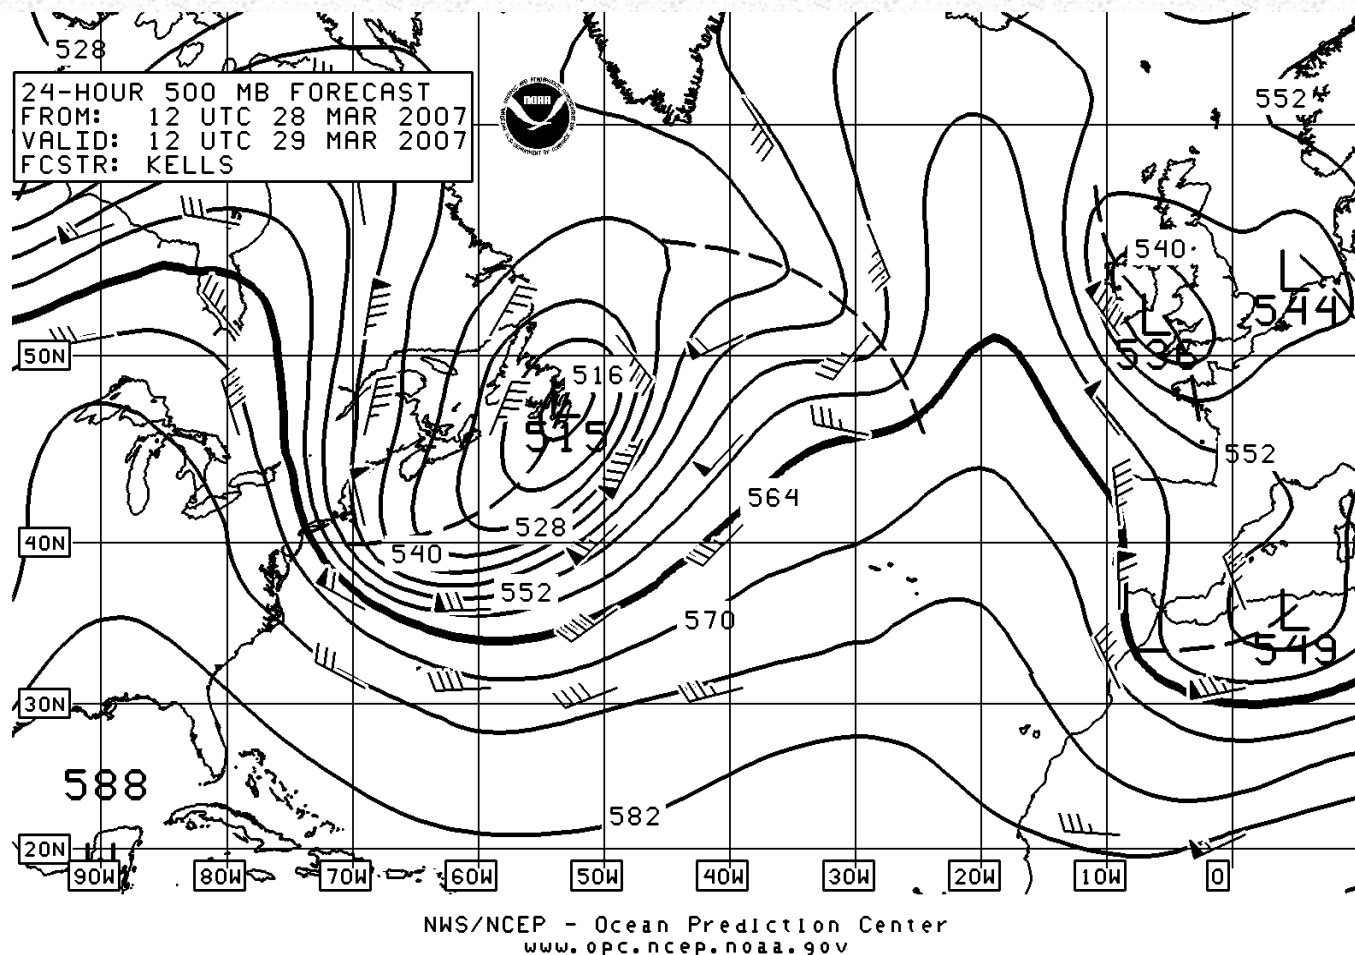 528
24-HOUR 500 MB FORECAST
FROM: 12 UTC 28 MAR 2007
VALID: 12 UTC 29 MAR 2007
FCSTR: KELLS
NOAA
552
540
L
544
L
536
50N
516
L
515
552
564
528
40N
540
552
570
L
549
30N
588
582
20N
90W 80W 70W 60W 50W 40W 30W 20W 10W 0
NWS/NCEP - Ocean Prediction Center
www.opc.ncep.noaa.gov